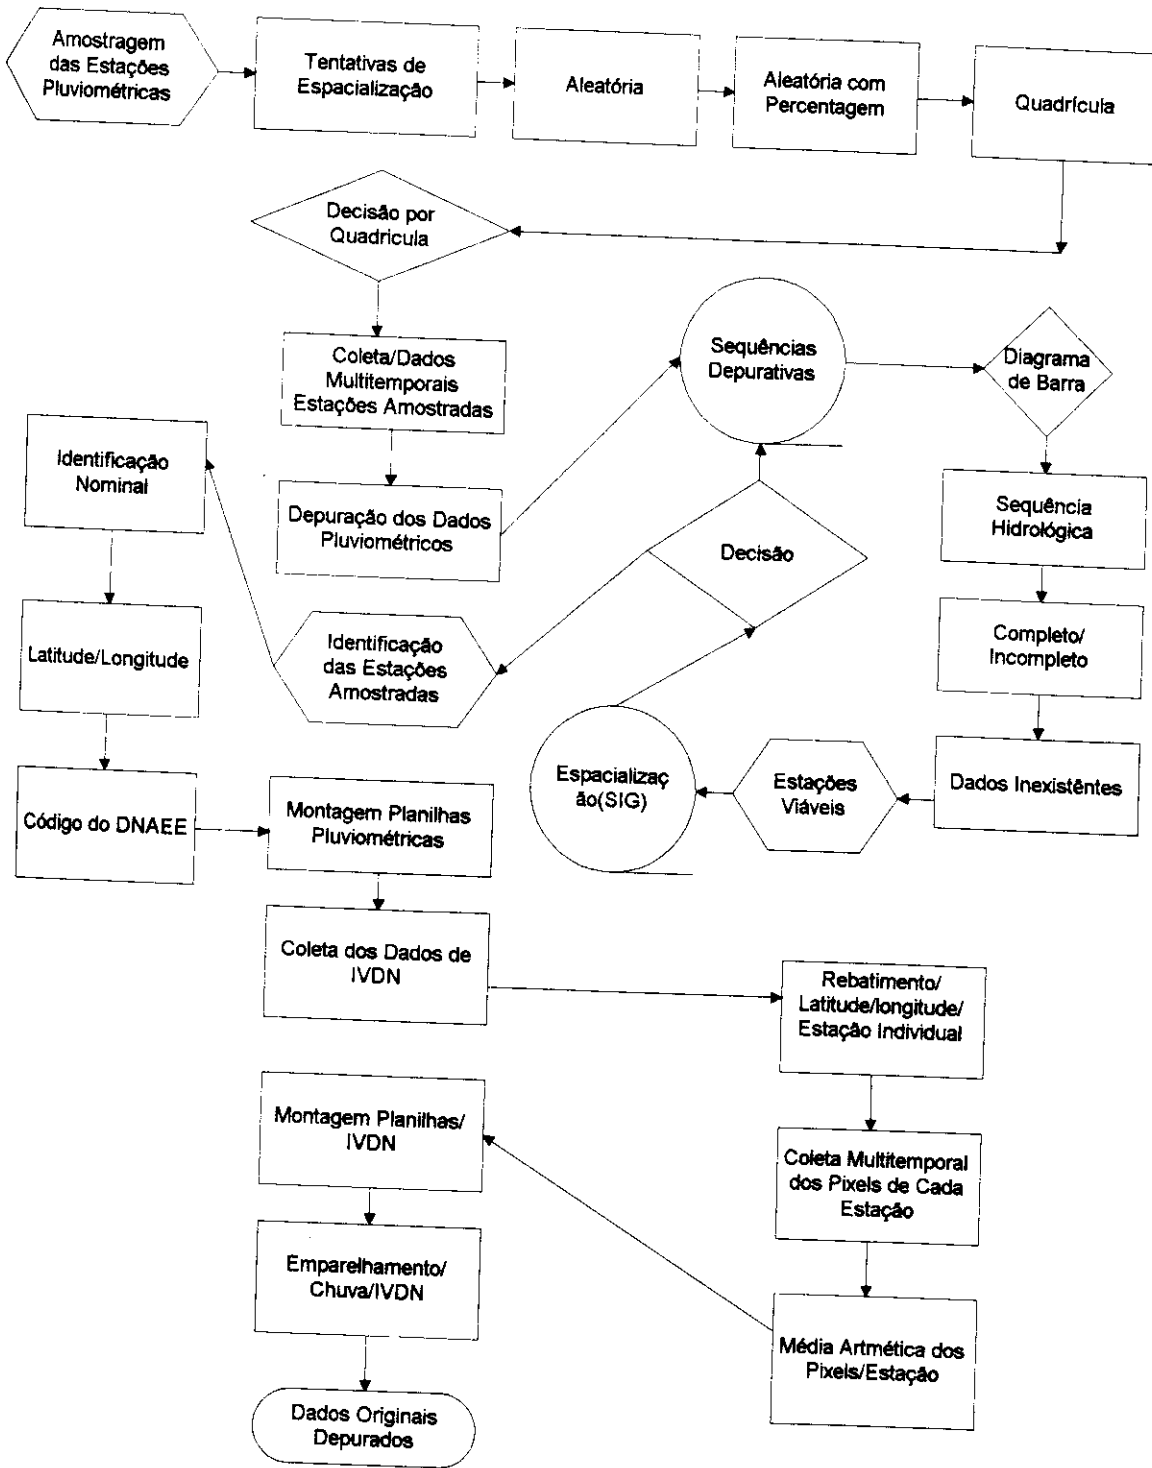 Amostragem
das Estações
Pluviométricas
Tentativas de
Espacialização
Aleatória
Aleatória com
Percentagem
Quadrícula
Decisão por
Quadricula
Coleta/Dados
Multitemporais
Estações Amostradas
Depuração dos Dados
Pluviométricos
Sequências
Depurativas
Diagrama
de Barra
Sequência
Hidrológica
Completo/
Incompleto
Dados Inexistêntes
Estações
Viáveis
Espacializaç
ão(SIG)
Decisão
Identificação
das Estações
Amostradas
Identificação
Nominal
Latitude/Longitude
Código do DNAEE
Montagem Planilhas
Pluviométricas
Coleta dos Dados de
IVDN
Rebatimento/
Latitude/longitude/
Estação Individual
Coleta Multitemporal
dos Pixels de Cada
Estação
Média Artmética dos
Pixels/Estação
Montagem Planilhas/
IVDN
Emparelhamento/
Chuva/IVDN
Dados Originais
Depurados